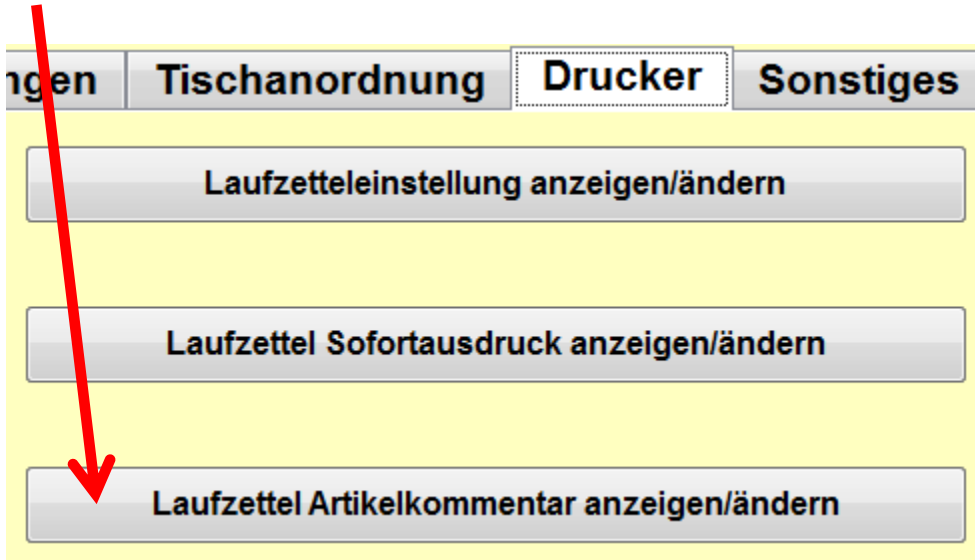 ngen Tischanordnung Drucker Sonstiges
Laufzetteleinstellung anzeigen/ändern
Laufzettel Sofortausdruck anzeigen/ändern
Laufzettel Artikelkommentar anzeigen/ändern